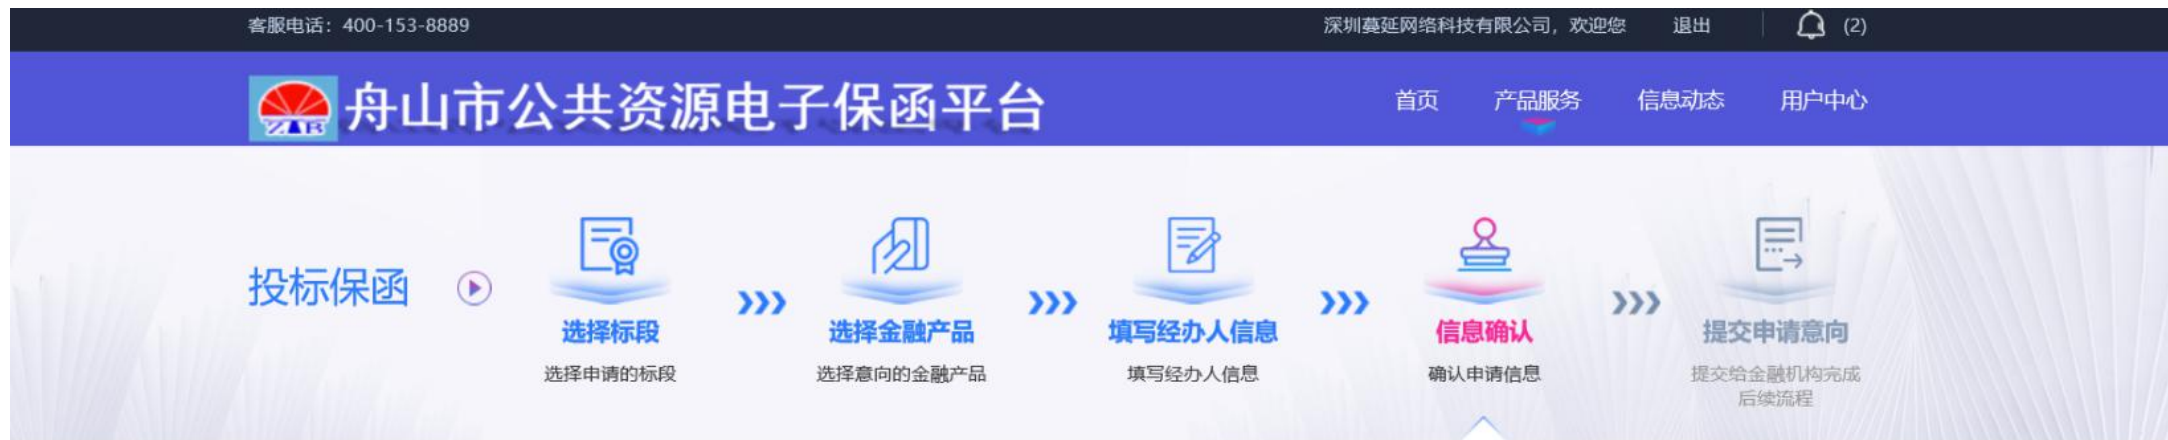 客服电话：400-153-8889
深圳蔓延网络科技有限公司，欢迎您 退出 (2)
ZTB 舟山市公共资源电子保函平台
首页 产品服务 信息动态 用户中心
投标保函
选择标段
选择申请的标段
选择金融产品
选择意向的金融产品
填写经办人信息
填写经办人信息
信息确认
确认申请信息
提交申请意向
提交给金融机构完成
后续流程